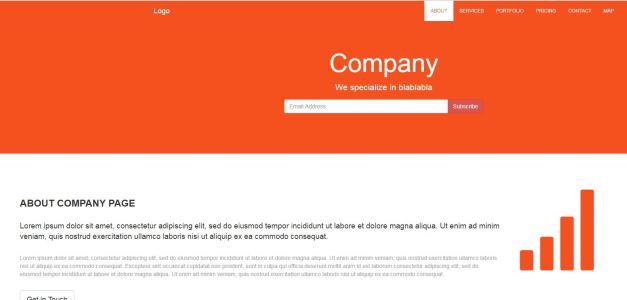 Logo
ABOUT SERVICES PORTFOLIO PRICING CONTACT MAP
Company
We specialize in blablabla
Email Address Subscribe
ABOUT COMPANY PAGE
Lorem ipsum dolor sit amet, consectetur adipiscing elit, sed do eiusmod tempor incididunt ut labore et dolore magna aliqua. Ut enim ad minim
veniam, quis nostrud exercitation ullamco laboris nisi ut aliquip ex ea commodo consequat.
Lorem ipsum dolor sit amet, consectetur adipiscing elit, sed do eiusmod tempor incididunt ut labore et dolore magna aliqua. Ut enim ad minim veniam, quis nostrud exercitation ullamco laboris
nisi ut aliquip ex ea commodo consequat. Excepteur sint occaecat cupidatat non proident, sunt in culpa qui officia deserunt mollit anim id est laborum consectetur adipiscing elit, sed do eiusmod
tempor incididunt ut labore et dolore magna aliqua. Ut enim ad minim veniam, quis nostrud exercitation ullamco laboris nisi ut aliquip ex ea commodo consequat.
Get in Touch